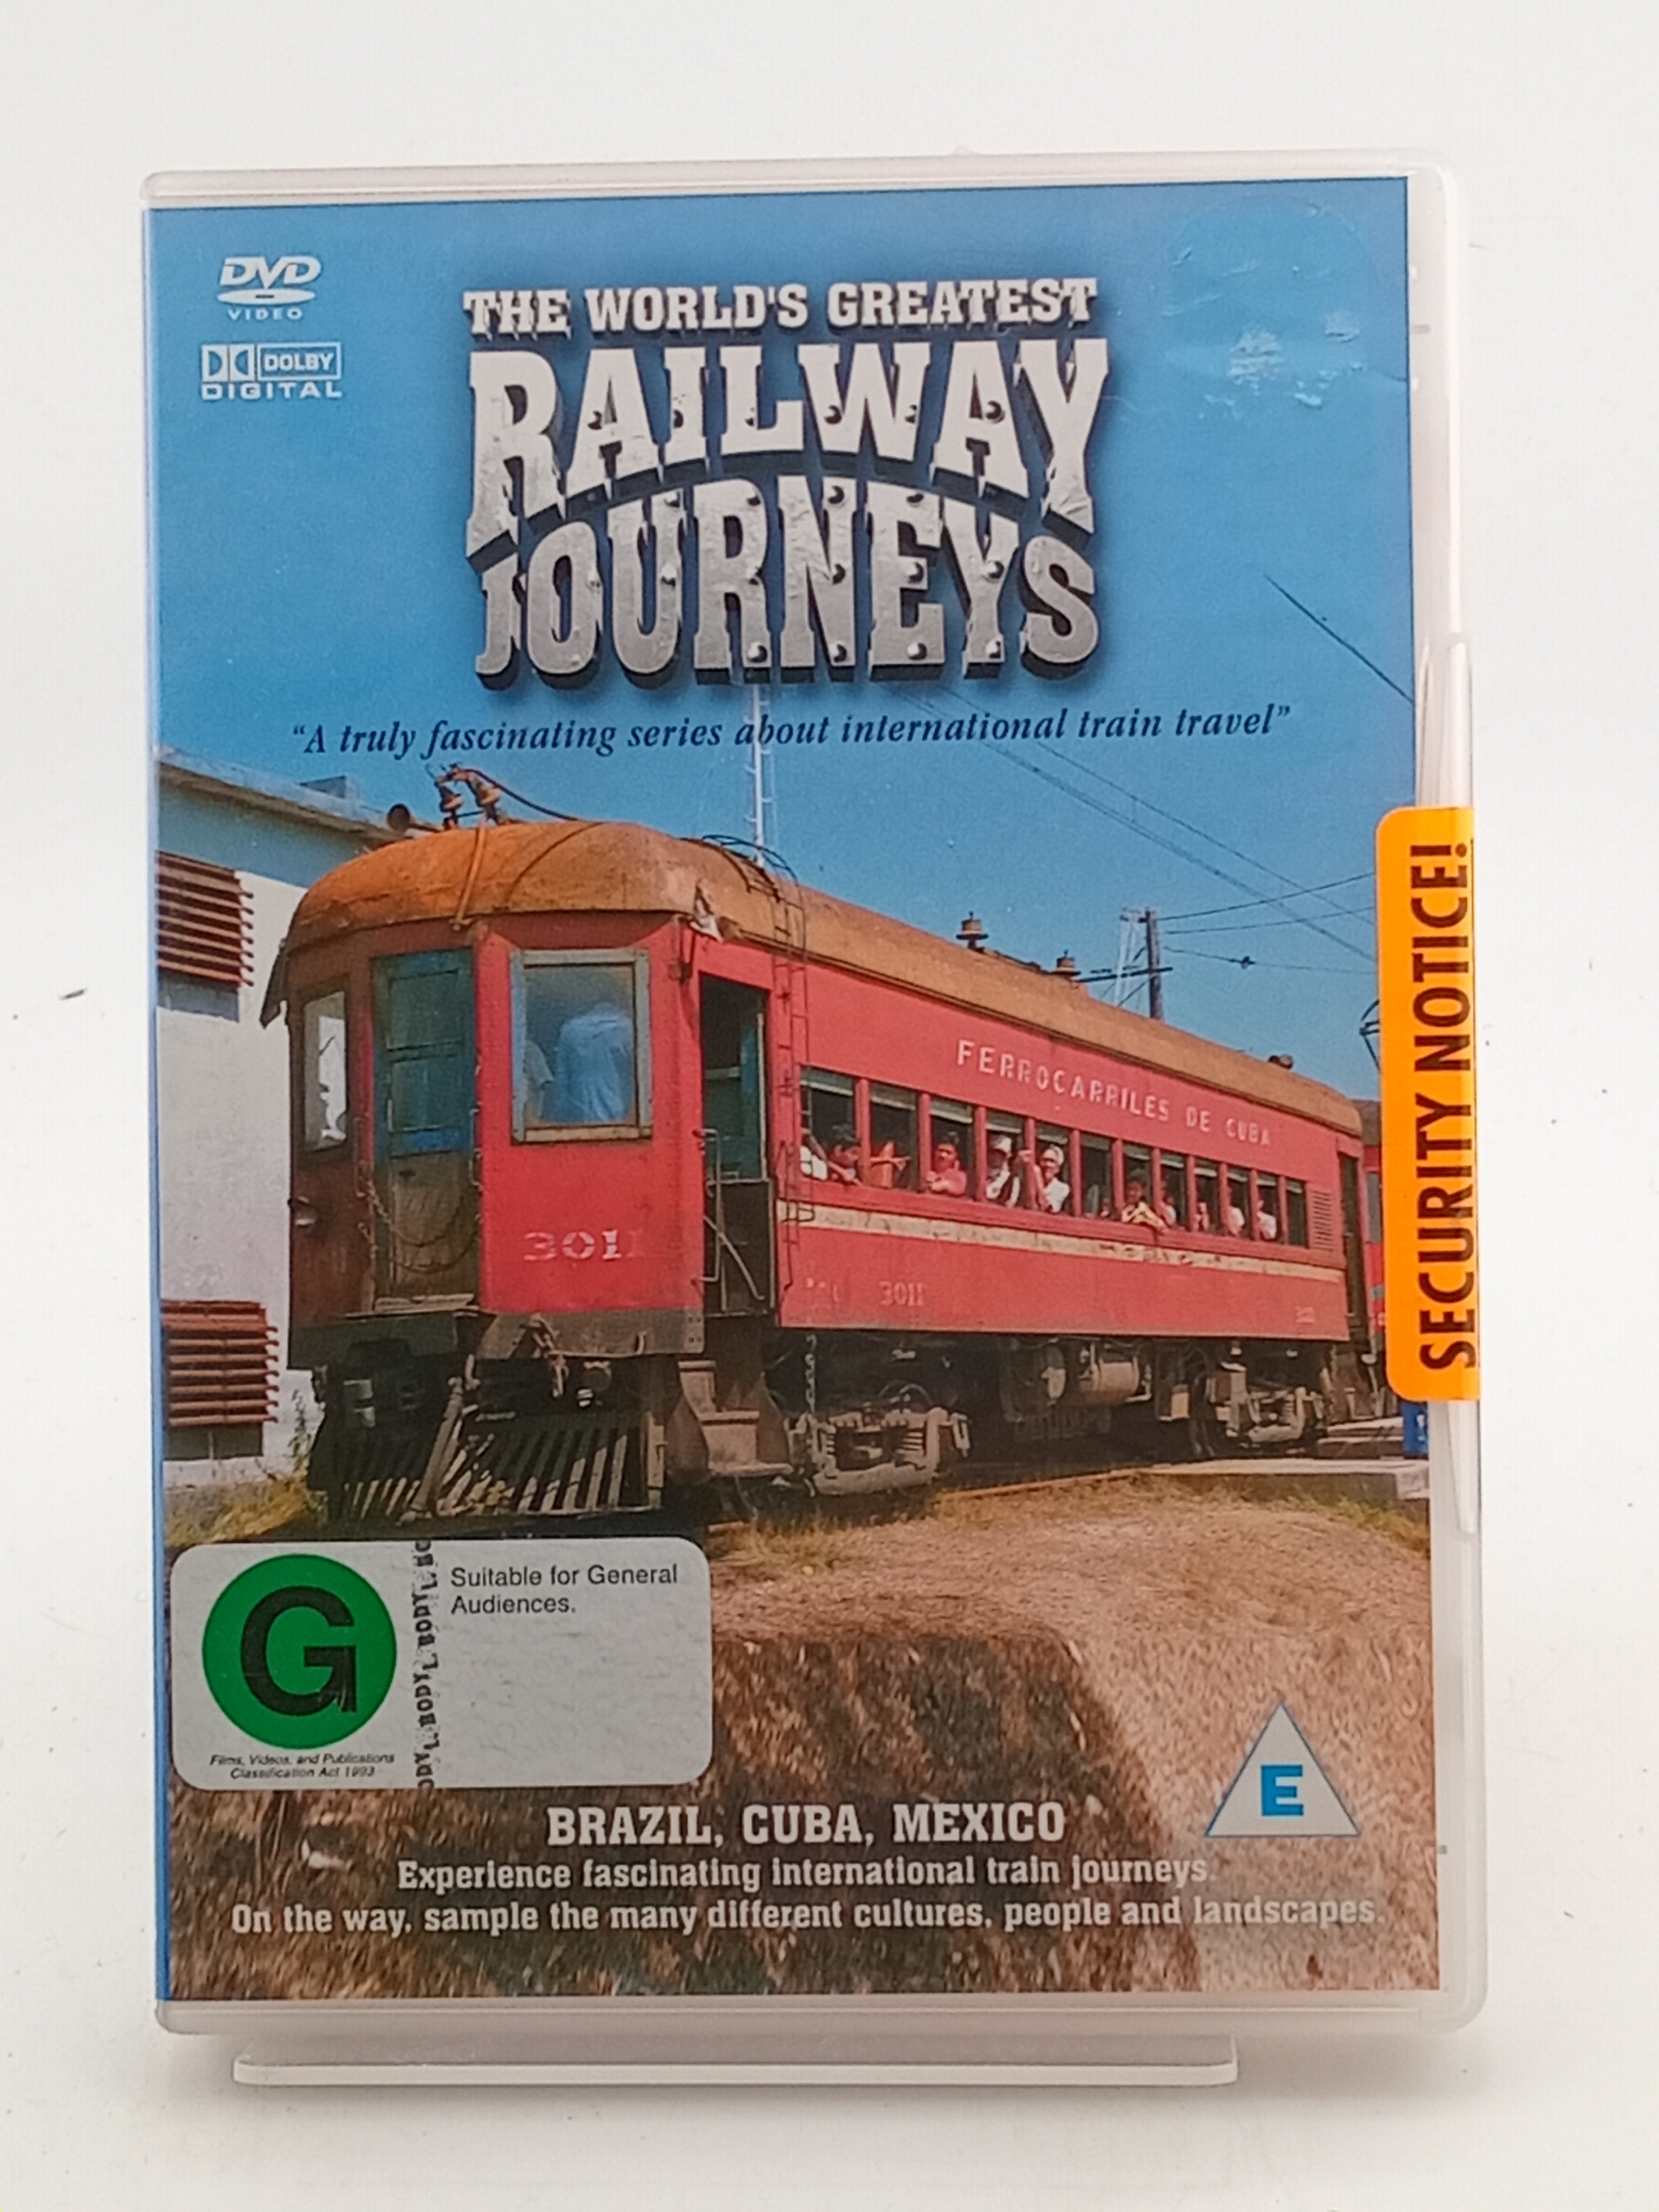 DVD
VIDEO
DOLBY
DIGITAL
THE WORLD'S GREATEST
RAILWAY
JOURNEYS
"A truly fascinating series about international train travel"
FERROCARRILES DE CUBA
3011
3011
SECURITY NOTICE!
G
Suitable for General
Audiences.
Films, Videos, and Publications
Classification Act 1993
E
BRAZIL, CUBA, MEXICO
Experience fascinating international train journeys.
On the way, sample the many different cultures, people and landscapes.